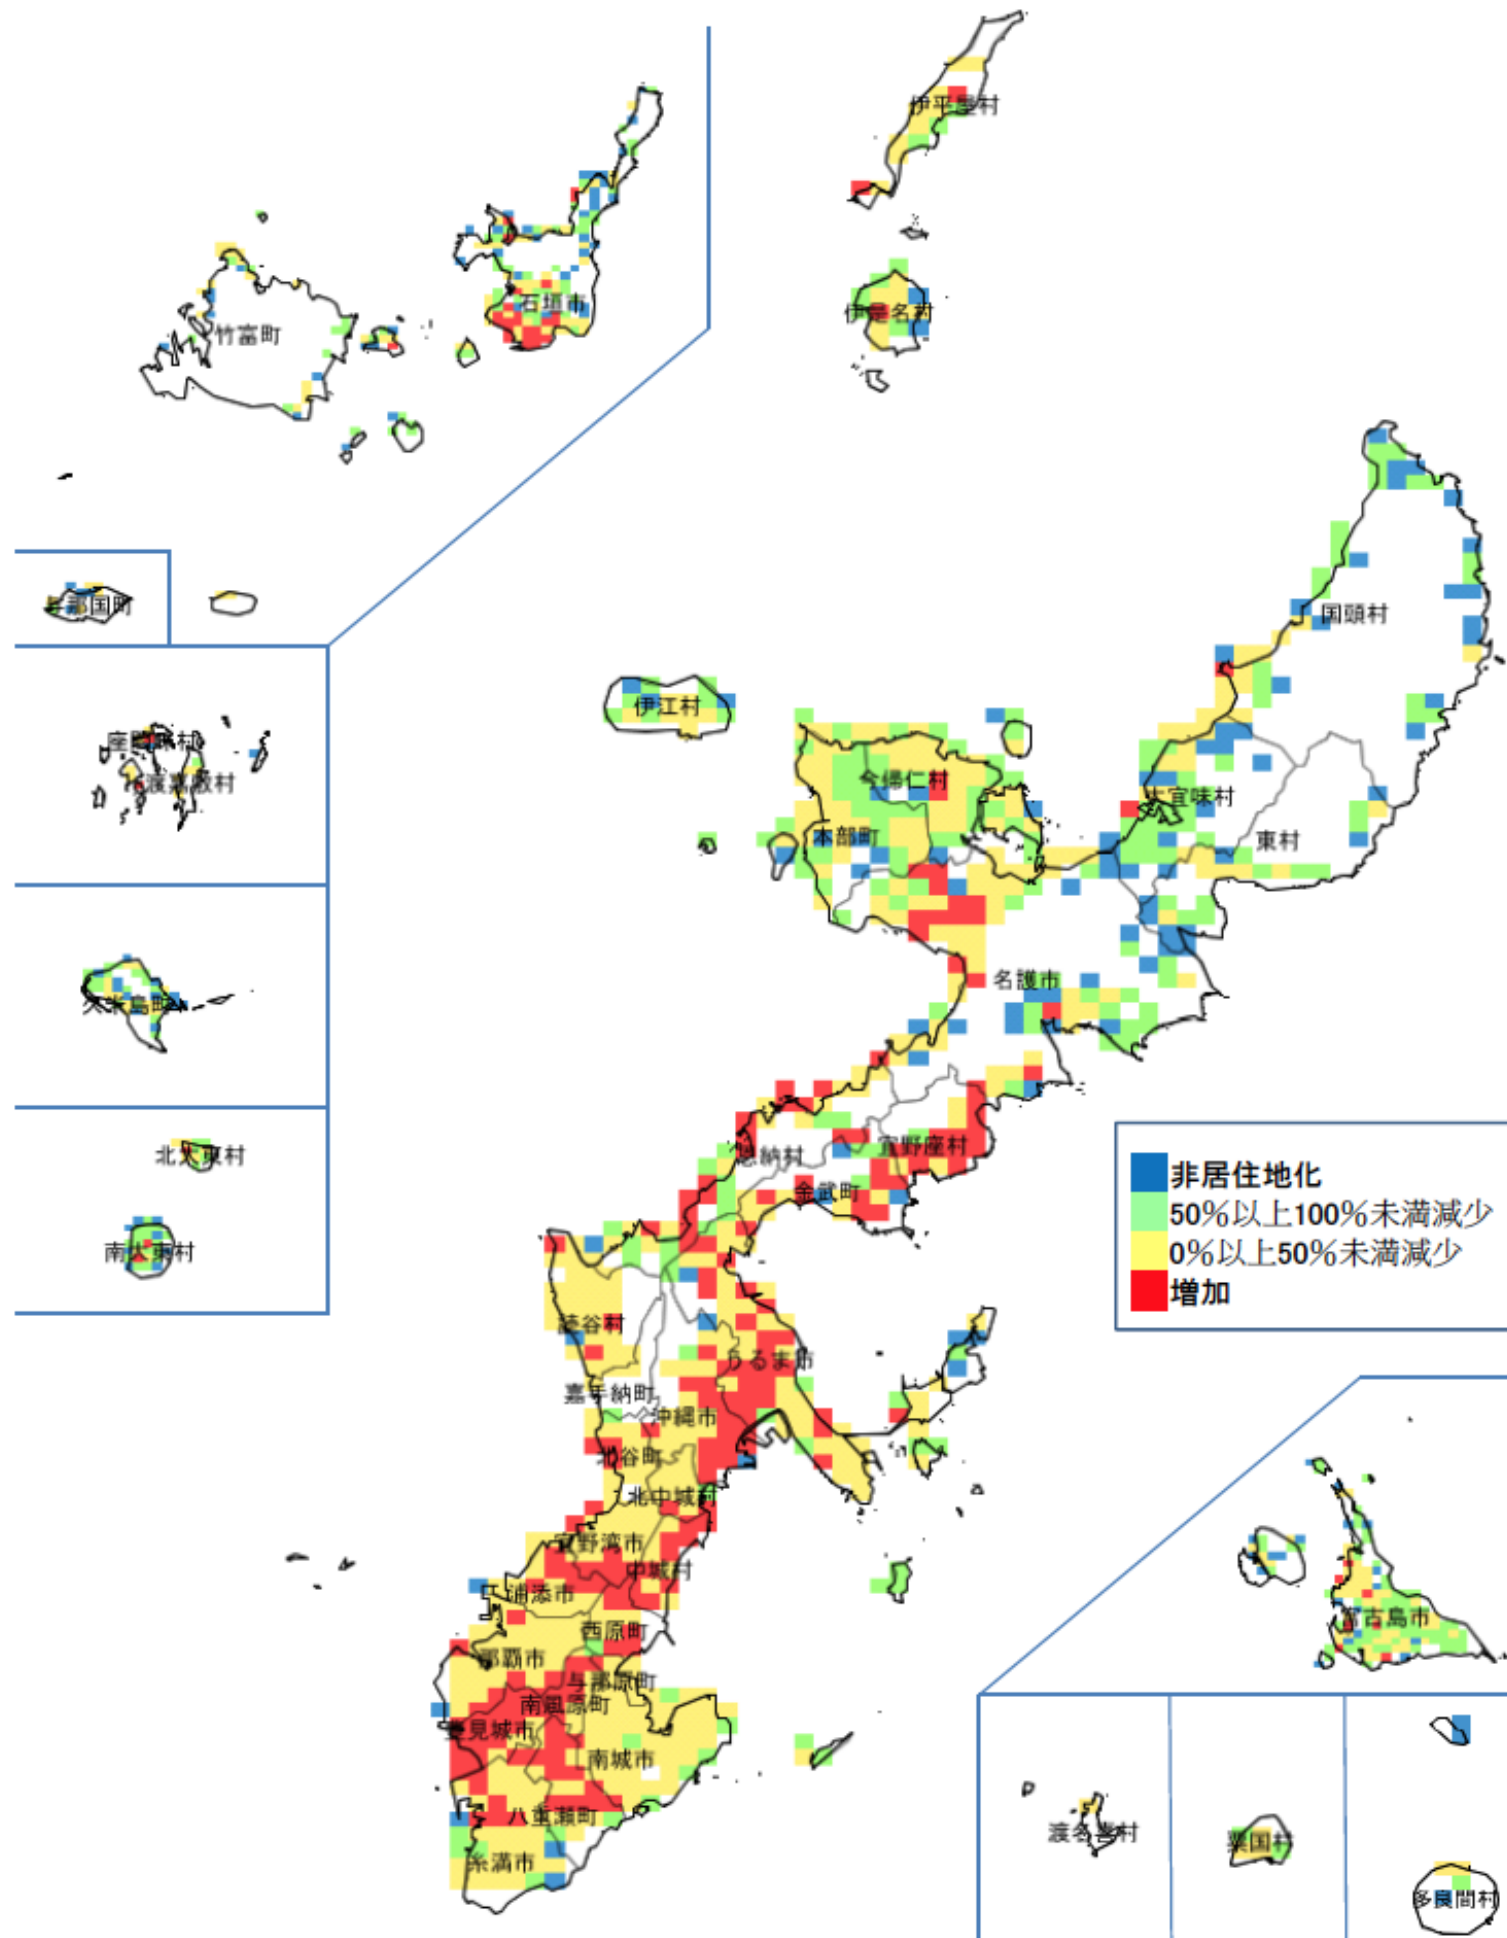 伊平屋村
石垣市
竹富町
伊是名村
与那国町
国頭村
伊江村
座間味村
渡嘉敷村
今帰仁村
大宜味村
本部町
東村
名護市
久米島町
恩納村
宜野座村
金武町
北大東村
南大東村
非居住地化
50%以上100%未満減少
0%以上50%未満減少
増加
読谷村
うるま市
嘉手納町
沖縄市
北谷町
北中城村
宜野湾市
中城村
浦添市
西原町
那覇市
与那原町
南風原町
豊見城市
南城市
八重瀬町
糸満市
宮古島市
渡名喜村
粟国村
多良間村